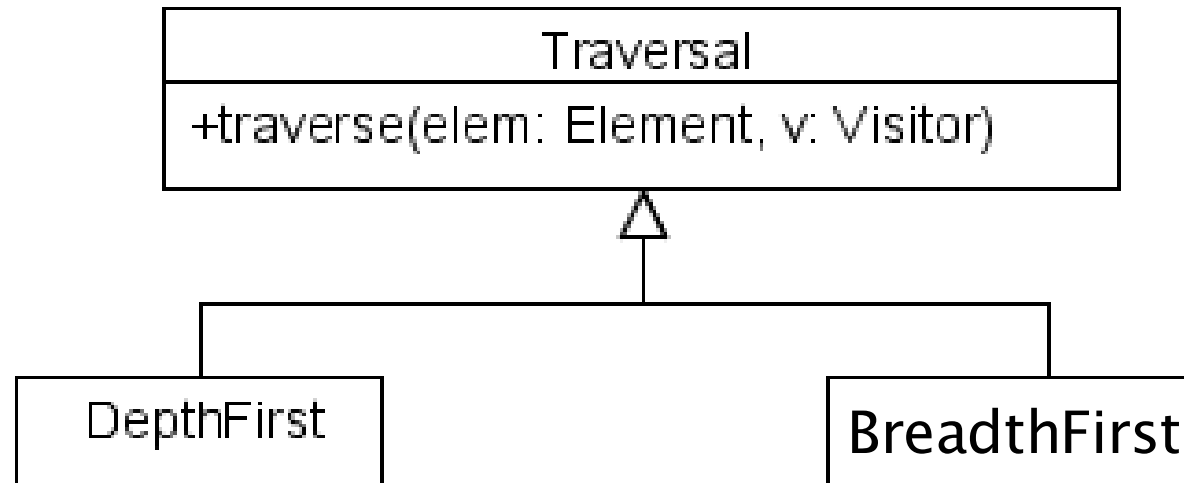 Traversal
+traverse(elem: Element, v: Visitor)
DepthFirst
BreadthFirst